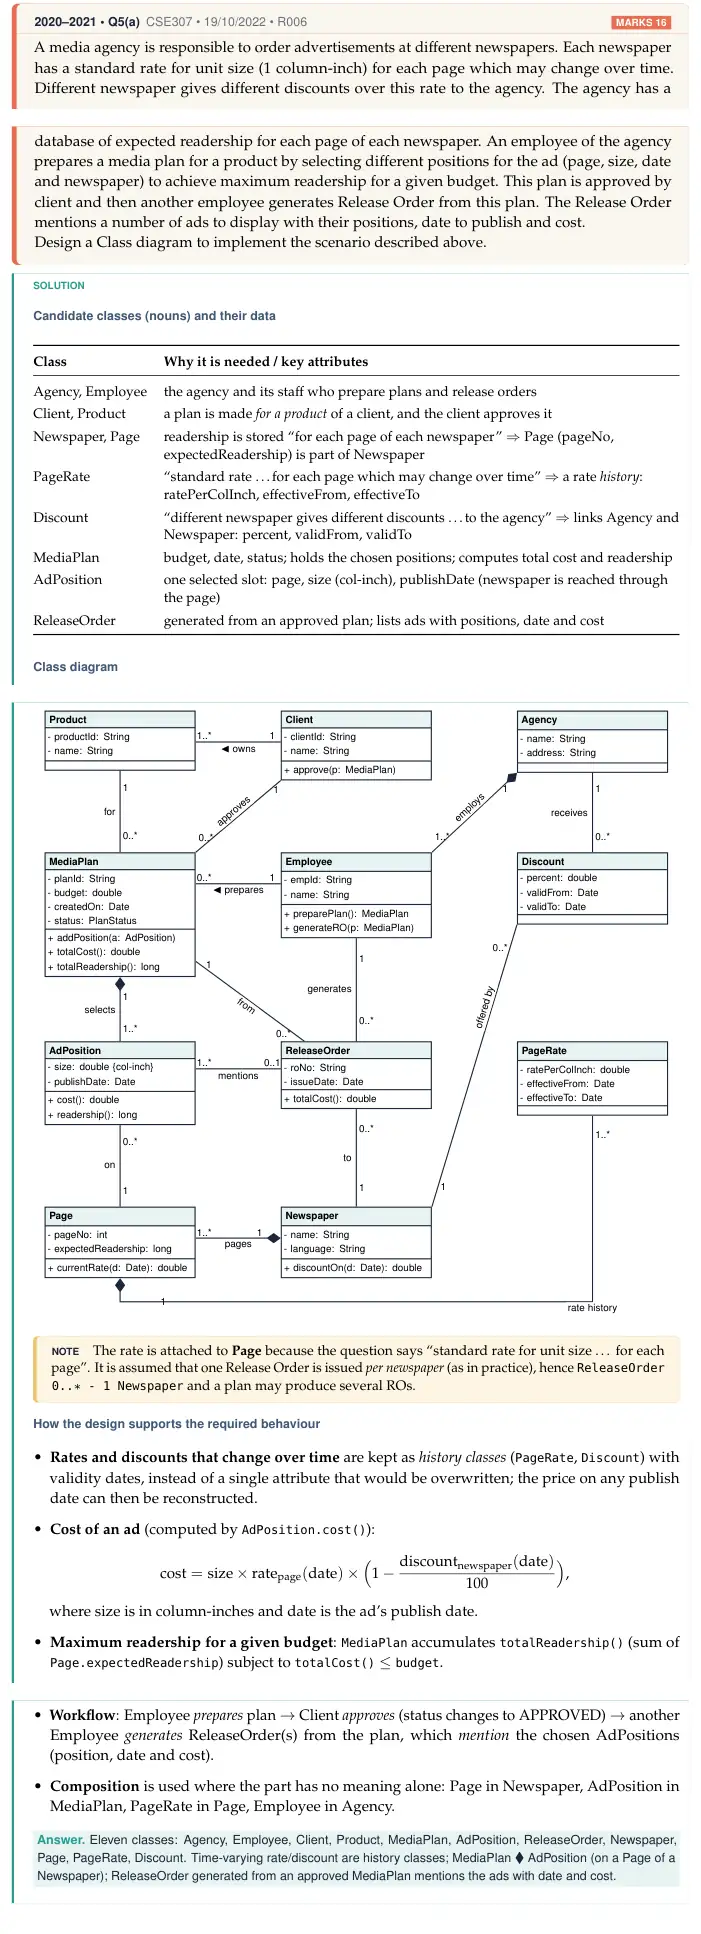 2020–2021 • Q5(a) CSE307 • 19/10/2022 • R006 MARKS 16
A media agency is responsible to order advertisements at different newspapers. Each newspaper
has a standard rate for unit size (1 column-inch) for each page which may change over time.
Different newspaper gives different discounts over this rate to the agency. The agency has a
database of expected readership for each page of each newspaper. An employee of the agency
prepares a media plan for a product by selecting different positions for the ad (page, size, date
and newspaper) to achieve maximum readership for a given budget. This plan is approved by
client and then another employee generates Release Order from this plan. The Release Order
mentions a number of ads to display with their positions, date to publish and cost.
Design a Class diagram to implement the scenario described above.
SOLUTION
Candidate classes (nouns) and their data
Class Why it is needed / key attributes
Agency, Employee the agency and its staff who prepare plans and release orders
Client, Product a plan is made for a product of a client, and the client approves it
Newspaper, Page readership is stored “for each page of each newspaper” ⇒ Page (pageNo,
expectedReadership) is part of Newspaper
PageRate “standard rate ... for each page which may change over time” ⇒ a rate history:
ratePerColInch, effectiveFrom, effectiveTo
Discount “different newspaper gives different discounts ... to the agency” ⇒ links Agency and
Newspaper: percent, validFrom, validTo
MediaPlan budget, date, status; holds the chosen positions; computes total cost and readership
AdPosition one selected slot: page, size (col-inch), publishDate (newspaper is reached through
the page)
ReleaseOrder generated from an approved plan; lists ads with positions, date and cost
Class diagram
Product
- productId: String
- name: String
1..* 1
◀ owns
Client
- clientId: String
- name: String
+ approve(p: MediaPlan)
Agency
- name: String
- address: String
1
for
0..*
1
approves
0..*
1
employs
1..*
1
receives
0..*
MediaPlan
- planId: String
- budget: double
- createdOn: Date
- status: PlanStatus
+ addPosition(a: AdPosition)
+ totalCost(): double
+ totalReadership(): long
0..* 1
◀ prepares
Employee
- empId: String
- name: String
+ preparePlan(): MediaPlan
+ generateRO(p: MediaPlan)
Discount
- percent: double
- validFrom: Date
- validTo: Date
1
selects
1..*
1
from
0..*
1
generates
0..*
0..*
offered by
1
AdPosition
- size: double {col-inch}
- publishDate: Date
+ cost(): double
+ readership(): long
1..* 0..1
mentions
ReleaseOrder
- roNo: String
- issueDate: Date
+ totalCost(): double
PageRate
- ratePerColInch: double
- effectiveFrom: Date
- effectiveTo: Date
0..*
on
1
0..*
to
1
1..*
Page
- pageNo: int
- expectedReadership: long
+ currentRate(d: Date): double
1..* 1
pages
Newspaper
- name: String
- language: String
+ discountOn(d: Date): double
1
rate history
NOTE The rate is attached to Page because the question says “standard rate for unit size ... for each
page”. It is assumed that one Release Order is issued per newspaper (as in practice), hence ReleaseOrder
0..* - 1 Newspaper and a plan may produce several ROs.
How the design supports the required behaviour
• Rates and discounts that change over time are kept as history classes (PageRate, Discount) with
validity dates, instead of a single attribute that would be overwritten; the price on any publish
date can then be reconstructed.
• Cost of an ad (computed by AdPosition.cost()):
cost = size × rate_page(date) × (1 − discount_newspaper(date) / 100),
where size is in column-inches and date is the ad’s publish date.
• Maximum readership for a given budget: MediaPlan accumulates totalReadership() (sum of
Page.expectedReadership) subject to totalCost() ≤ budget.
• Workflow: Employee prepares plan → Client approves (status changes to APPROVED) → another
Employee generates ReleaseOrder(s) from the plan, which mention the chosen AdPositions
(position, date and cost).
• Composition is used where the part has no meaning alone: Page in Newspaper, AdPosition in
MediaPlan, PageRate in Page, Employee in Agency.
Answer. Eleven classes: Agency, Employee, Client, Product, MediaPlan, AdPosition, ReleaseOrder, Newspaper,
Page, PageRate, Discount. Time-varying rate/discount are history classes; MediaPlan ♦ AdPosition (on a Page of a
Newspaper); ReleaseOrder generated from an approved MediaPlan mentions the ads with date and cost.